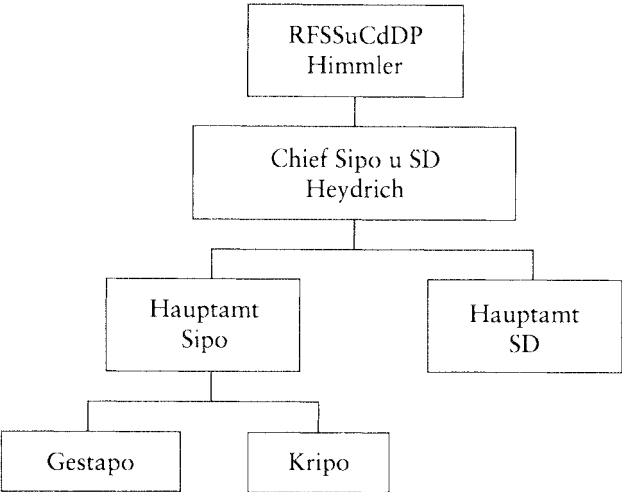 RFSSuCdDP
Himmler
Chief Sipo u SD
Heydrich
Hauptamt
Sipo
Hauptamt
SD
Gestapo
Kripo